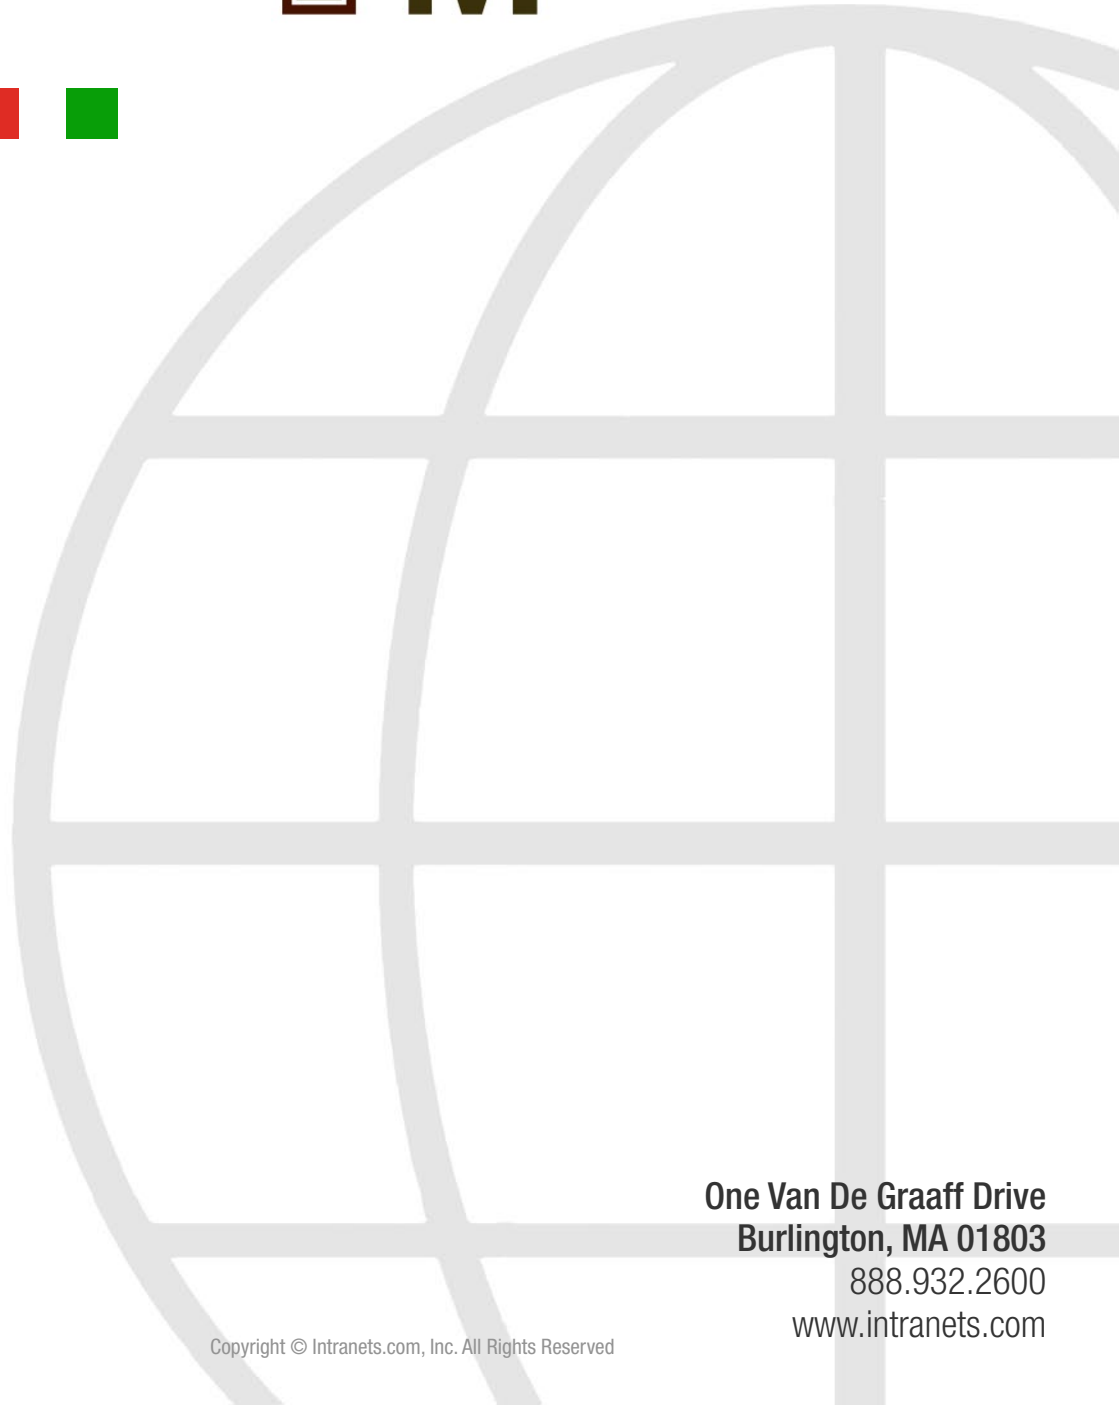 One Van De Graaff Drive
Burlington, MA 01803
888.932.2600
www.intranets.com
Copyright © Intranets.com, Inc. All Rights Reserved